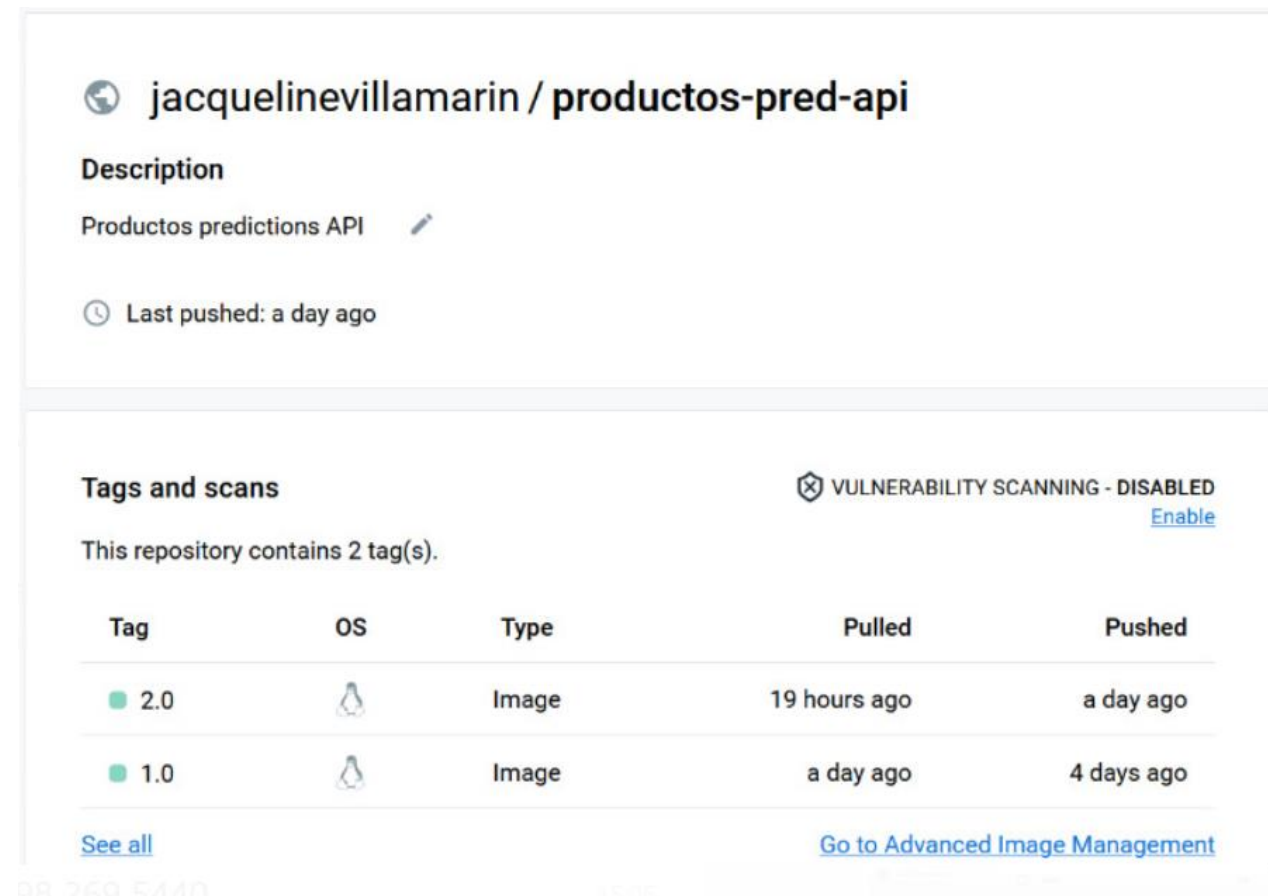 jacquelinevillamarin / productos-pred-api
Description
Productos predictions API
Last pushed: a day ago
Tags and scans
VULNERABILITY SCANNING - DISABLED
Enable
This repository contains 2 tag(s).
Tag OS Type Pulled Pushed
2.0 Image 19 hours ago a day ago
1.0 Image a day ago 4 days ago
See all Go to Advanced Image Management